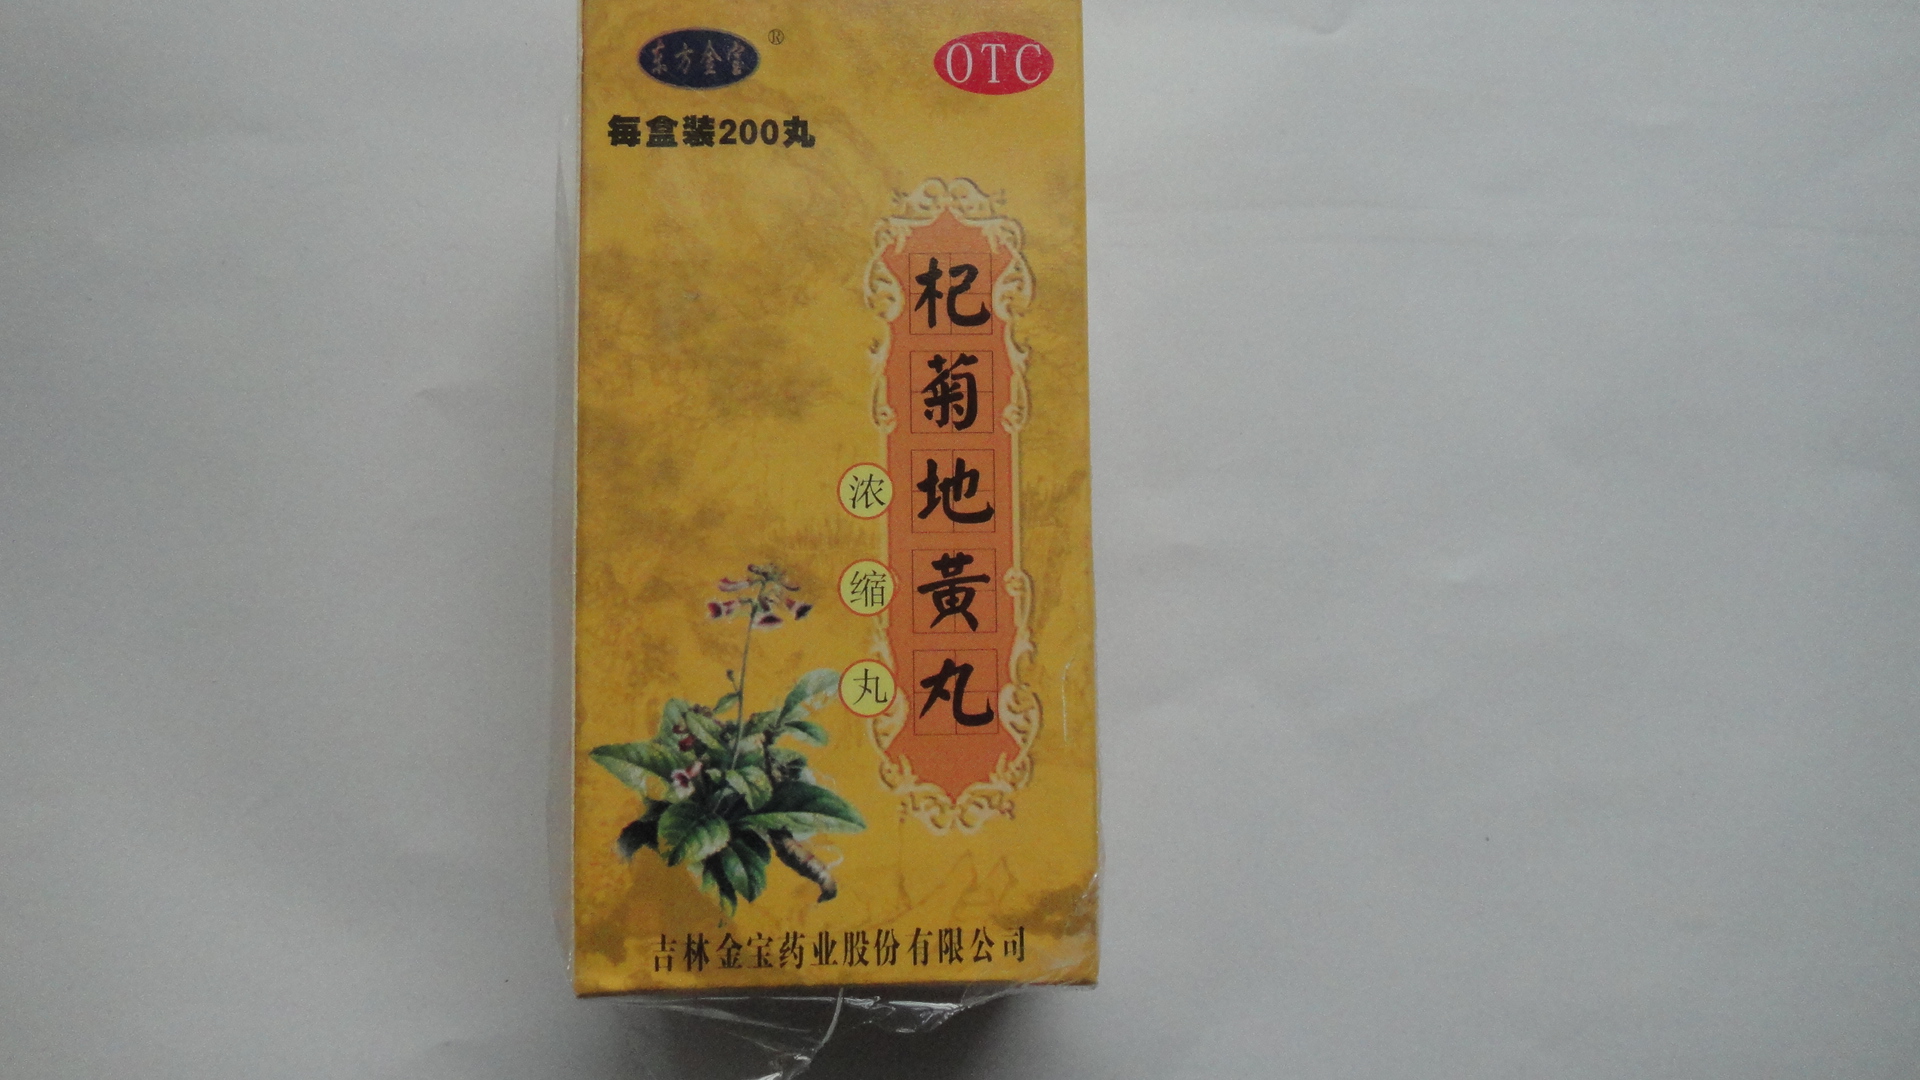 东方金宝 ®
OTC
每盒装200丸
杞菊地黄丸
浓缩丸
吉林金宝药业股份有限公司